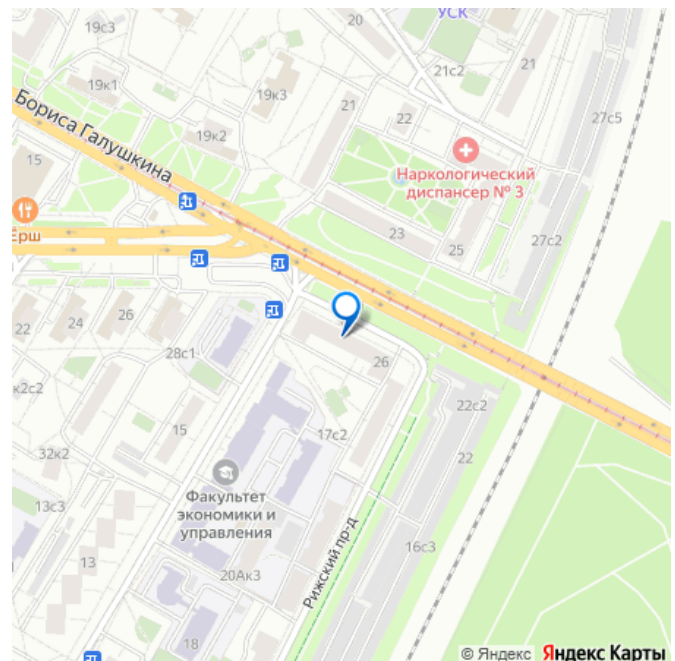 УСК
19с3
20
21с2
21
19к1
19к3
21
22
27с5
Бориса Галушкина
19к2
15
Наркологический
диспансер № 3
Ёрш
23
25
27с2
22
24
26
28с1
26
к2с2
22с2
15
17с2
22
32к2
Факультет
экономики и
управления
13с3
16с3
13
20Ак3
Рижский пр-д
18
© Яндекс Яндекс Карты